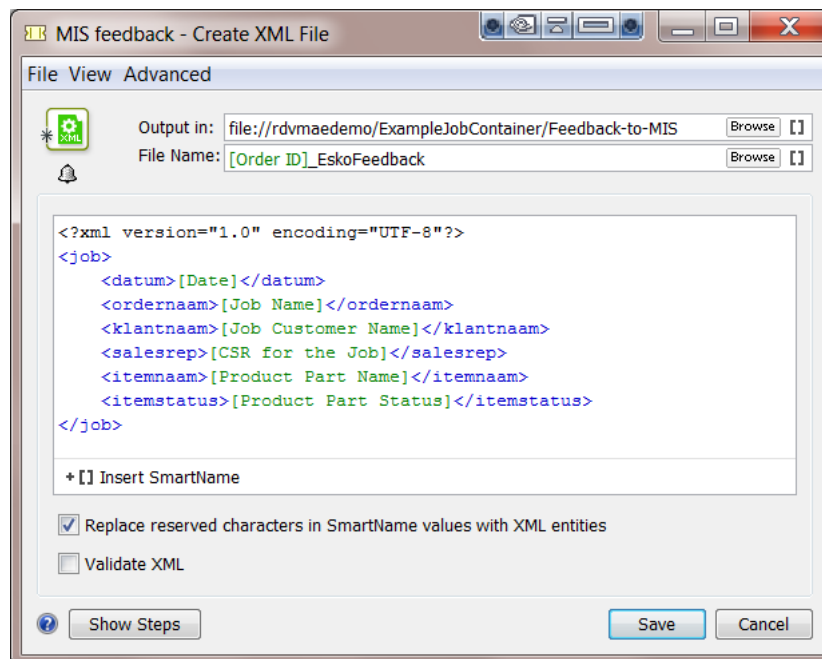 MIS feedback - Create XML File
File View Advanced
Output in: file://rdvmaedemo/ExampleJobContainer/Feedback-to-MIS Browse []
File Name: [Order ID]_EskoFeedback Browse []
XML
<?xml version="1.0" encoding="UTF-8"?>
<job>
<datum>[Date]</datum>
<ordernaam>[Job Name]</ordernaam>
<klantnaam>[Job Customer Name]</klantnaam>
<salesrep>[CSR for the Job]</salesrep>
<itemnaam>[Product Part Name]</itemnaam>
<itemstatus>[Product Part Status]</itemstatus>
</job>
+ [] Insert SmartName
Replace reserved characters in SmartName values with XML entities
Validate XML
? Show Steps Save Cancel